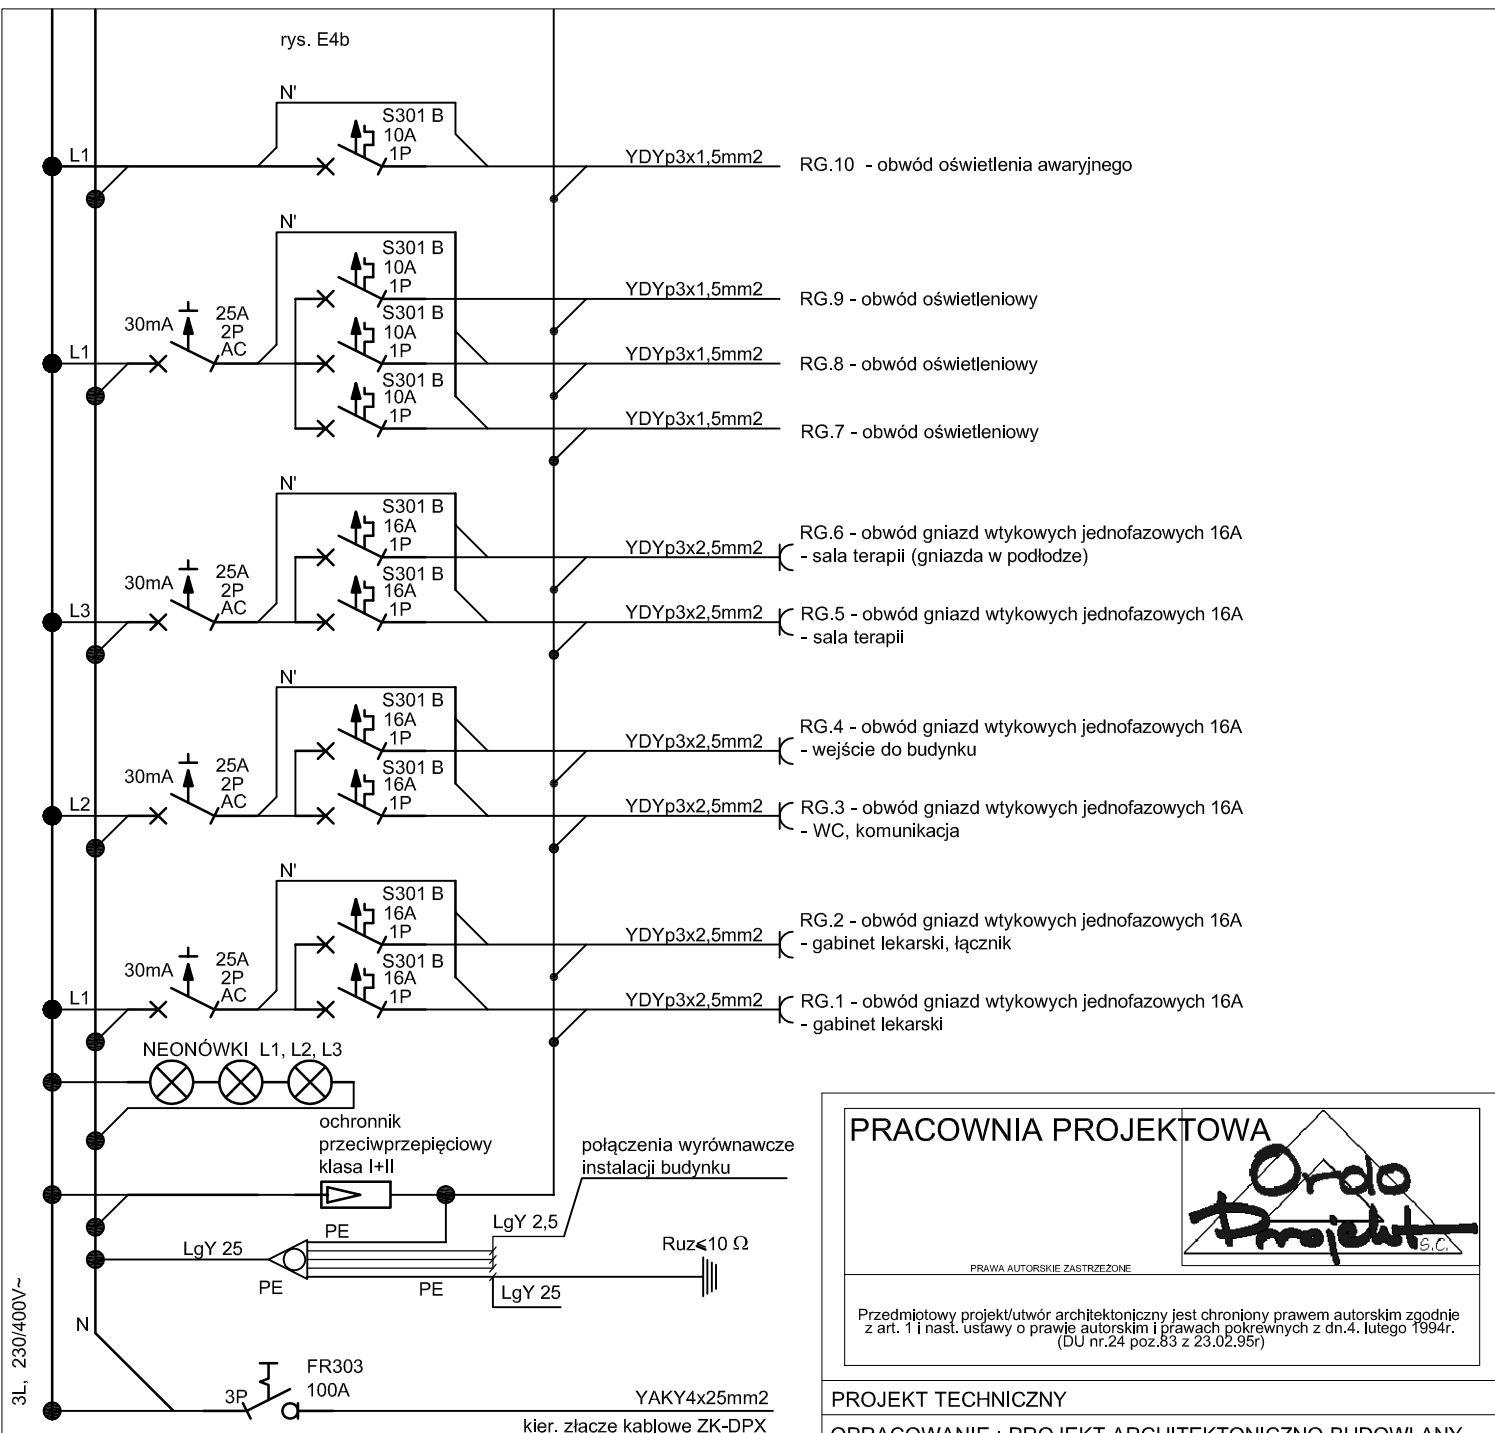 rys. E4b
N'
S301 B
10A
1P
L1
YDYp3x1,5mm2
RG.10 - obwód oświetlenia awaryjnego
N'
S301 B
10A
1P
YDYp3x1,5mm2
RG.9 - obwód oświetleniowy
30mA
25A
2P
AC
L1
S301 B
10A
1P
YDYp3x1,5mm2
RG.8 - obwód oświetleniowy
S301 B
10A
1P
YDYp3x1,5mm2
RG.7 - obwód oświetleniowy
N'
S301 B
16A
1P
YDYp3x2,5mm2
RG.6 - obwód gniazd wtykowych jednofazowych 16A
- sala terapii (gniazda w podłodze)
30mA
25A
2P
AC
L3
S301 B
16A
1P
YDYp3x2,5mm2
RG.5 - obwód gniazd wtykowych jednofazowych 16A
- sala terapii
N'
S301 B
16A
1P
YDYp3x2,5mm2
RG.4 - obwód gniazd wtykowych jednofazowych 16A
- wejście do budynku
30mA
25A
2P
AC
L2
S301 B
16A
1P
YDYp3x2,5mm2
RG.3 - obwód gniazd wtykowych jednofazowych 16A
- WC, komunikacja
N'
S301 B
16A
1P
YDYp3x2,5mm2
RG.2 - obwód gniazd wtykowych jednofazowych 16A
- gabinet lekarski, łącznik
30mA
25A
2P
AC
L1
S301 B
16A
1P
YDYp3x2,5mm2
RG.1 - obwód gniazd wtykowych jednofazowych 16A
- gabinet lekarski
NEONÓWKI L1, L2, L3
ochronnik
przeciwprzepięciowy
klasa I+II
połączenia wyrównawcze
instalacji budynku
PE
LgY 2,5
LgY 25
Ruz⩽10 Ω
PE
PE
LgY 25
3L, 230/400V~
N
FR303
100A
3P
YAKY4x25mm2
kier. złacze kablowe ZK-DPX
PRACOWNIA PROJEKTOWA
Ordo
Projekt
S.C.
PRAWA AUTORSKIE ZASTRZEŻONE
Przedmiotowy projekt/utwór architektoniczny jest chroniony prawem autorskim zgodnie
z art. 1 i nast. ustawy o prawie autorskim i prawach pokrewnych z dn.4. lutego 1994r.
(DU nr.24 poz.83 z 23.02.95r)
PROJEKT TECHNICZNY
OPRACOWANIE : PROJEKT ARCHITEKTONICZNO-BUDOWLANY